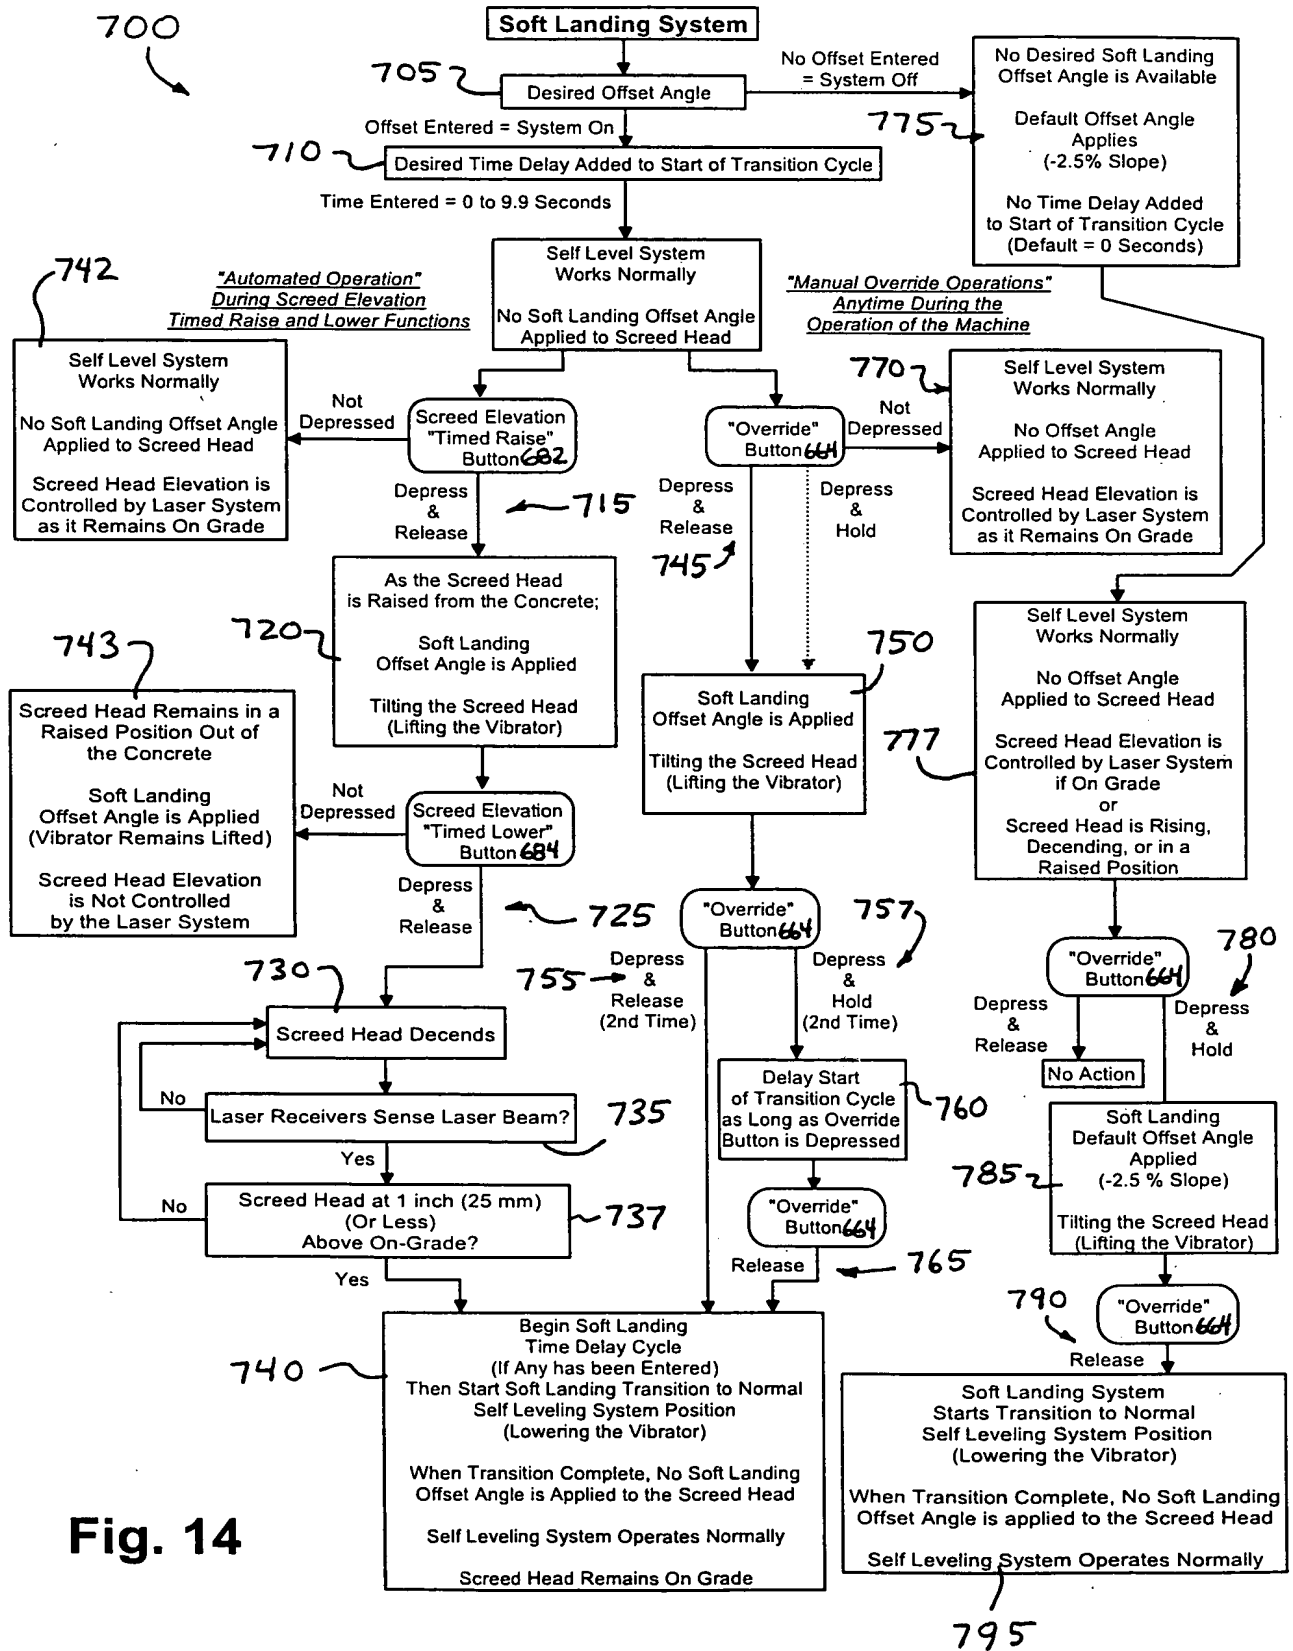 700
Soft Landing System
705
Desired Offset Angle
No Offset Entered
= System Off
No Desired Soft Landing
Offset Angle is Available
Default Offset Angle
Applies
(-2.5% Slope)
No Time Delay Added
to Start of Transition Cycle
(Default = 0 Seconds)
775
Offset Entered = System On
710
Desired Time Delay Added to Start of Transition Cycle
Time Entered = 0 to 9.9 Seconds
Self Level System
Works Normally
No Soft Landing Offset Angle
Applied to Screed Head
742
"Automated Operation"
During Screed Elevation
Timed Raise and Lower Functions
"Manual Override Operations"
Anytime During the
Operation of the Machine
Self Level System
Works Normally
No Soft Landing Offset Angle
Applied to Screed Head
Screed Head Elevation is
Controlled by Laser System
as it Remains On Grade
Not
Depressed
Screed Elevation
"Timed Raise"
Button 682
"Override"
Button 664
Not
Depressed
770
Self Level System
Works Normally
No Offset Angle
Applied to Screed Head
Screed Head Elevation is
Controlled by Laser System
as it Remains On Grade
Depress
&
Release
715
Depress
&
Release
745
Depress
&
Hold
As the Screed Head
is Raised from the Concrete;
Soft Landing
Offset Angle is Applied
Tilting the Screed Head
(Lifting the Vibrator)
720
743
750
Soft Landing
Offset Angle is Applied
Tilting the Screed Head
(Lifting the Vibrator)
Self Level System
Works Normally
No Offset Angle
Applied to Screed Head
Screed Head Elevation is
Controlled by Laser System
if On Grade
or
Screed Head is Rising,
Decending, or in a
Raised Position
777
Screed Head Remains in a
Raised Position Out of
the Concrete
Soft Landing
Offset Angle is Applied
(Vibrator Remains Lifted)
Screed Head Elevation
is Not Controlled
by the Laser System
Not
Depressed
Screed Elevation
"Timed Lower"
Button 684
Depress
&
Release
725
"Override"
Button 664
757
755
Depress
&
Release
(2nd Time)
Depress
&
Hold
(2nd Time)
"Override"
Button 664
780
Depress
&
Release
Depress
&
Hold
No Action
730
Screed Head Decends
No
Laser Receivers Sense Laser Beam?
735
Yes
No
Screed Head at 1 inch (25 mm)
(Or Less)
Above On-Grade?
737
Yes
Delay Start
of Transition Cycle
as Long as Override
Button is Depressed
760
"Override"
Button 664
Release
765
Soft Landing
Default Offset Angle
Applied
(-2.5 % Slope)
Tilting the Screed Head
(Lifting the Vibrator)
785
"Override"
Button 664
790
Release
740
Begin Soft Landing
Time Delay Cycle
(If Any has been Entered)
Then Start Soft Landing Transition to Normal
Self Leveling System Position
(Lowering the Vibrator)
When Transition Complete, No Soft Landing
Offset Angle is Applied to the Screed Head
Self Leveling System Operates Normally
Screed Head Remains On Grade
Soft Landing System
Starts Transition to Normal
Self Leveling System Position
(Lowering the Vibrator)
When Transition Complete, No Soft Landing
Offset Angle is applied to the Screed Head
Self Leveling System Operates Normally
795
Fig. 14